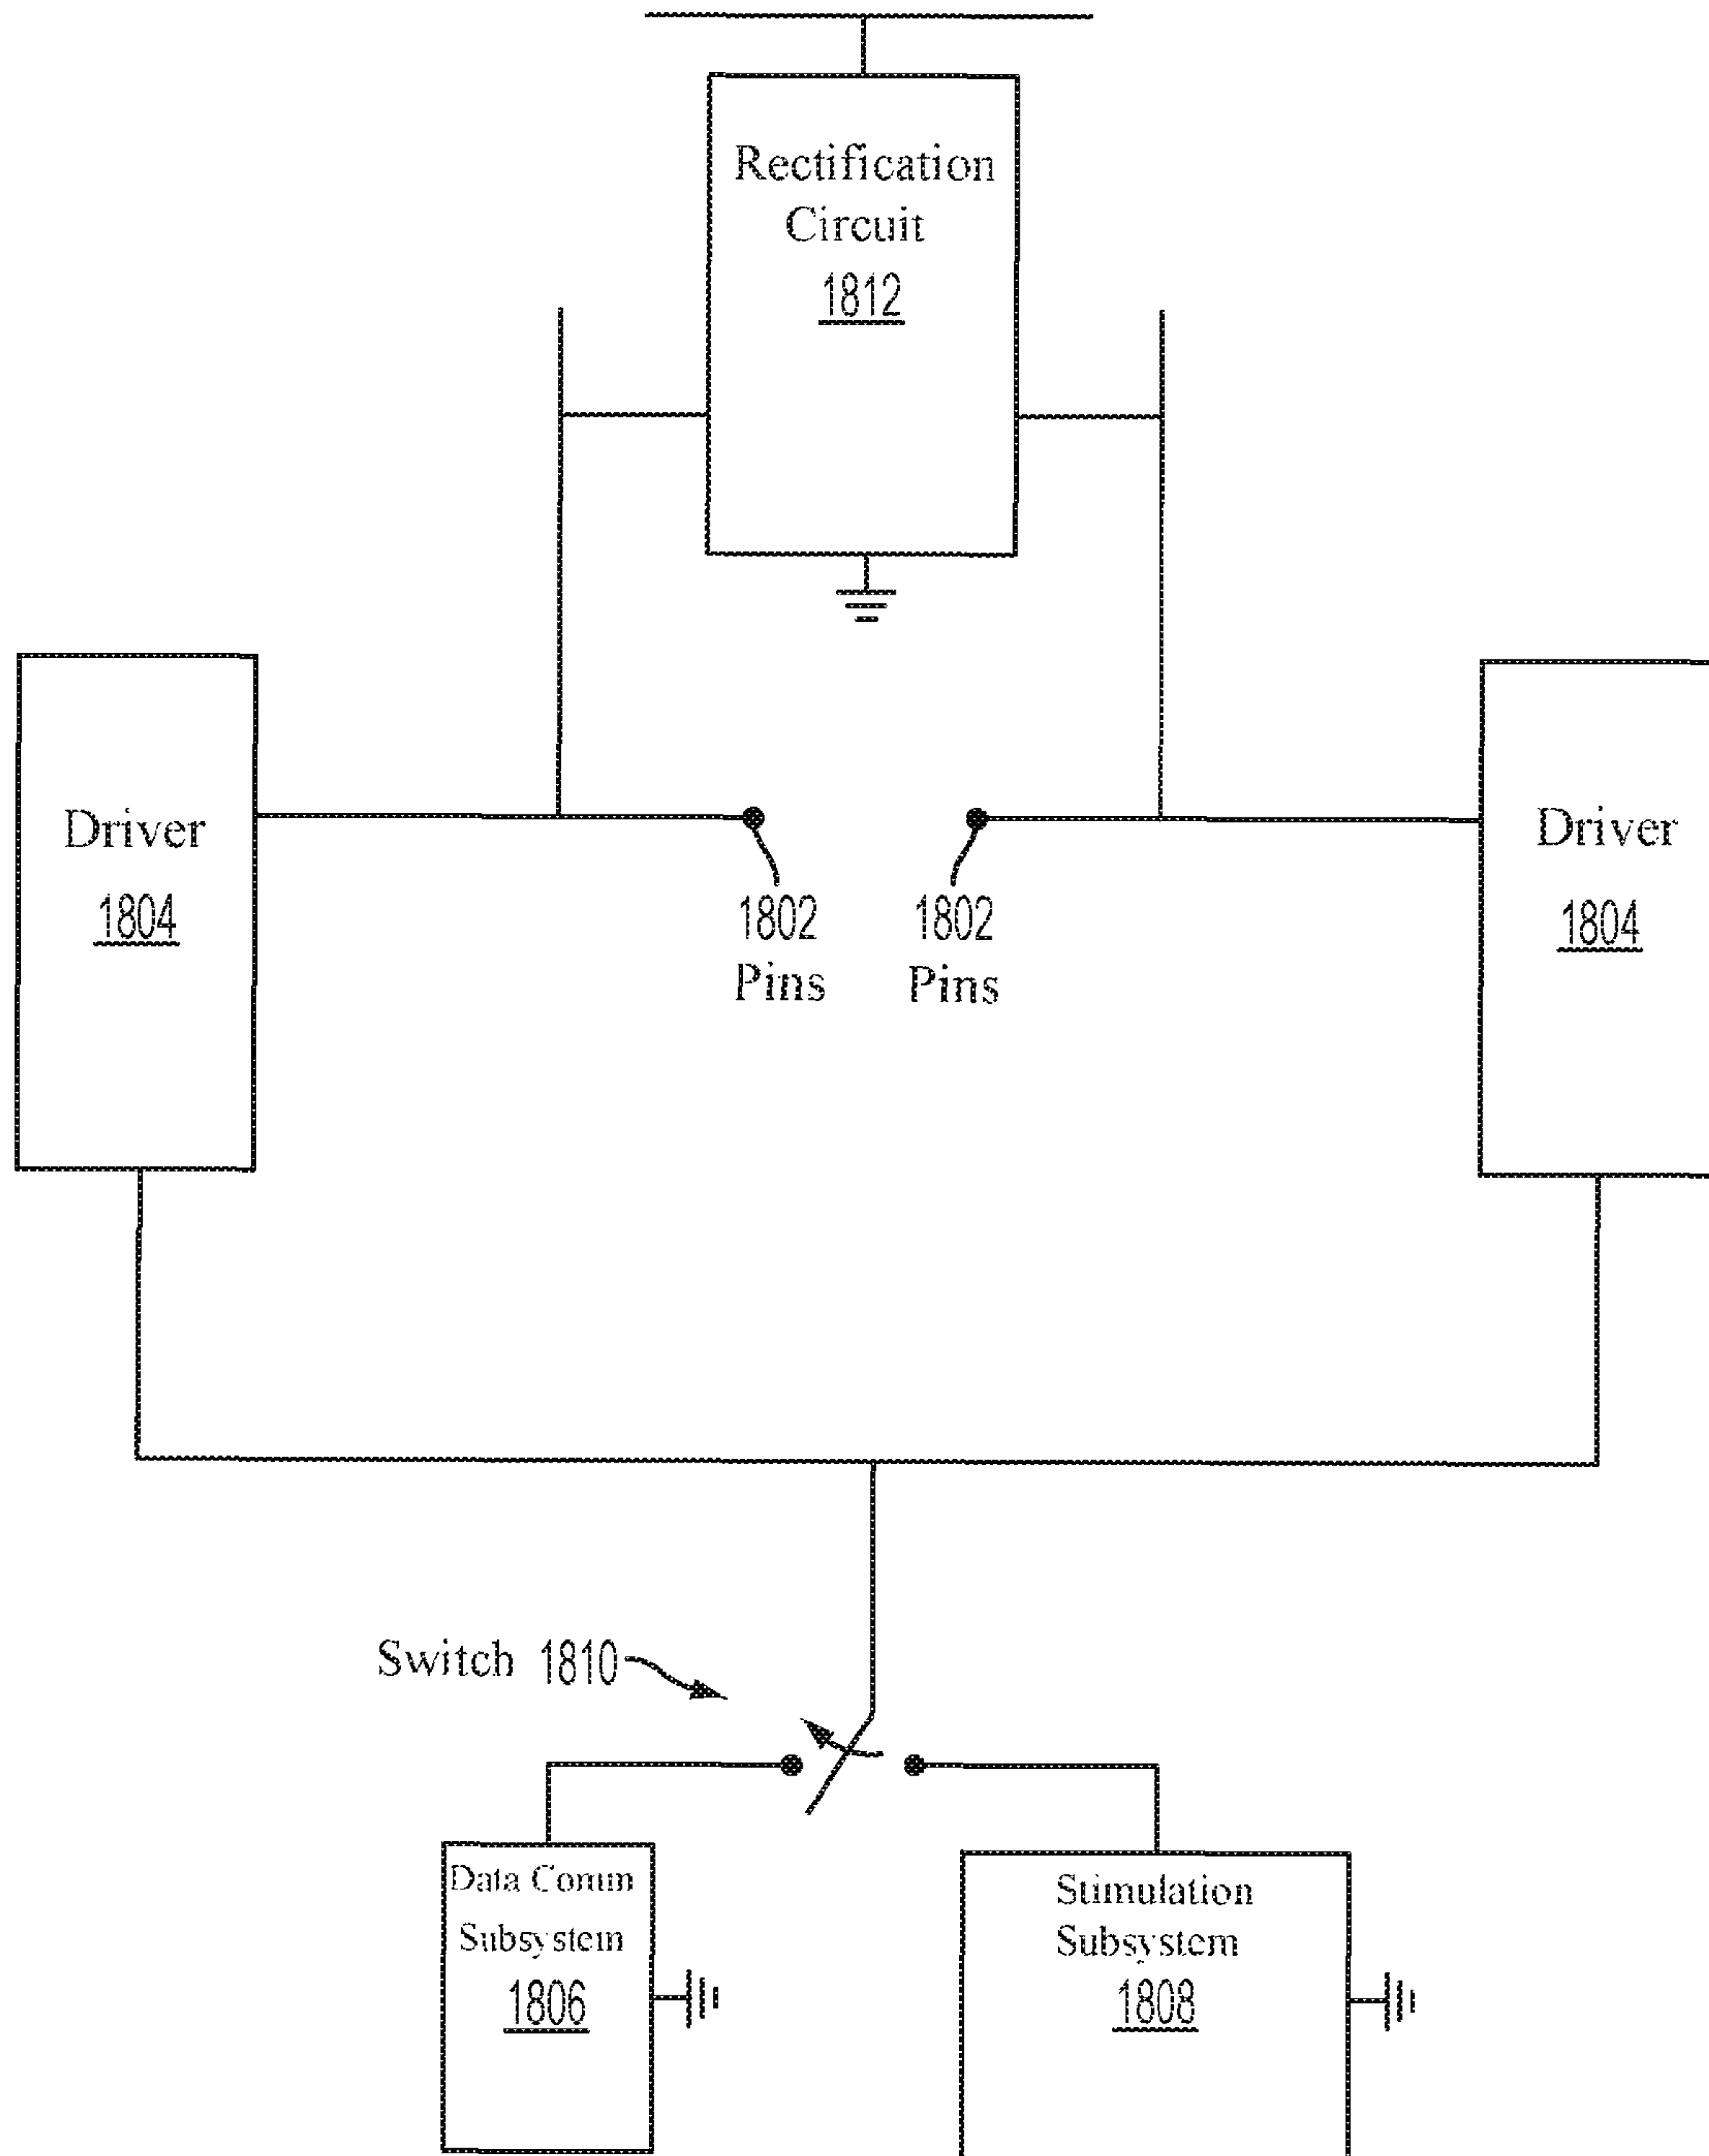 Rectification
Circuit
1812
Driver
1804
1802
Pins
1802
Pins
Driver
1804
Switch 1810
Data Comm
Subsystem
1806
Stimulation
Subsystem
1808